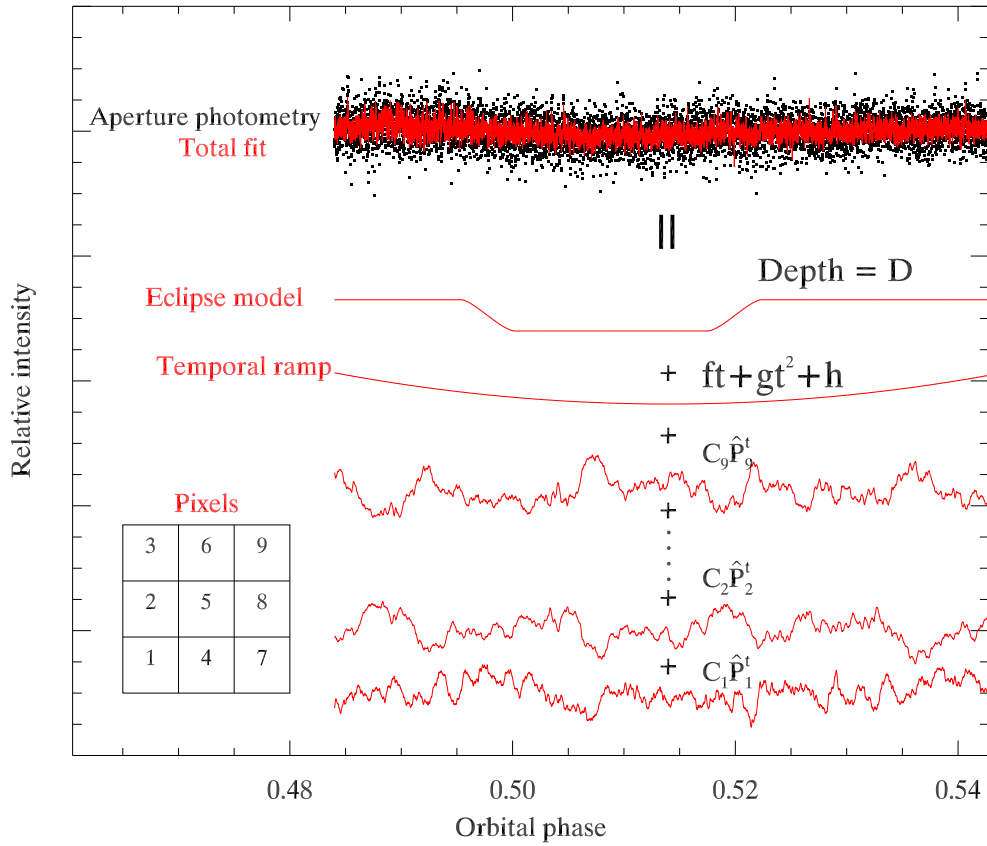 Aperture photometry
Total fit
||
Depth = D
Eclipse model
Temporal ramp
+ ft+gt²+h
+
C₉P̂₉ᵗ
Pixels
+
3 6 9
2 5 8
1 4 7
C₂P̂₂ᵗ
+
+
C₁P̂₁ᵗ
Relative intensity
0.48 0.50 0.52 0.54
Orbital phase